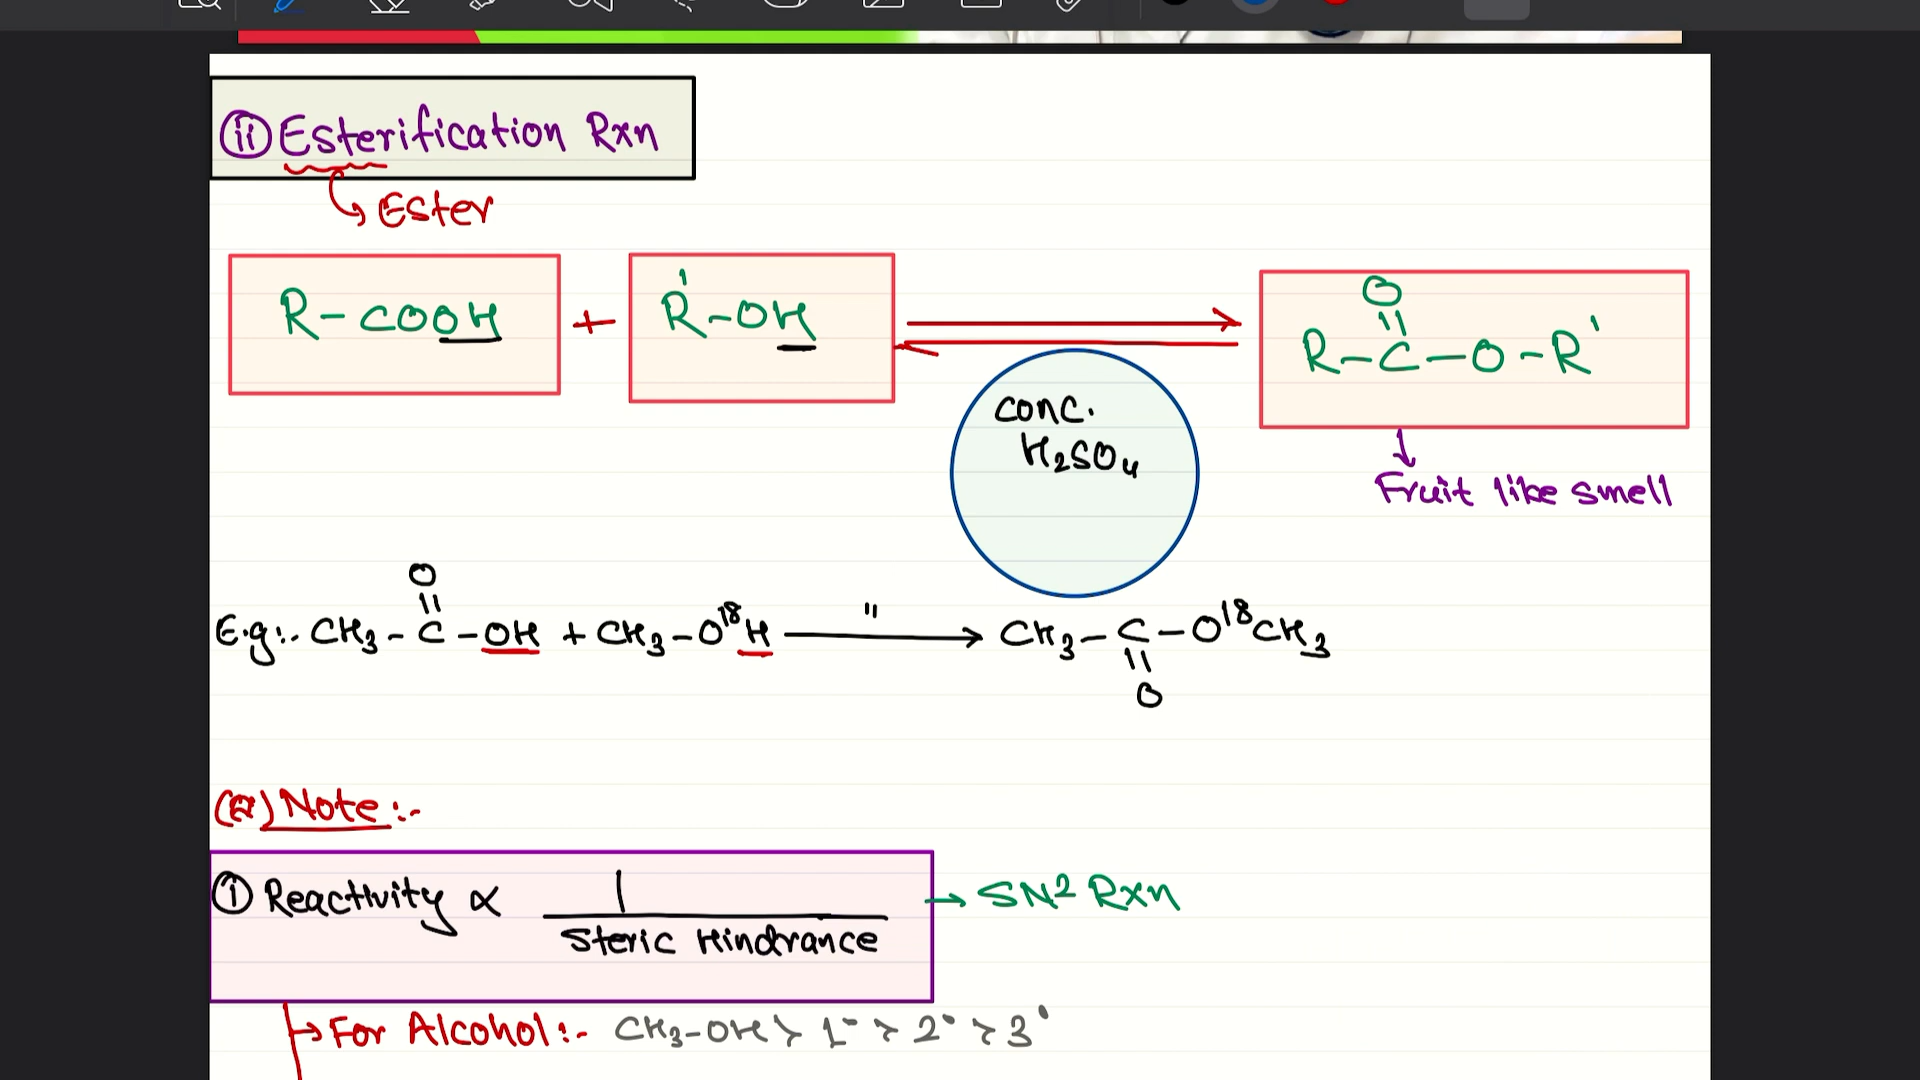 (ii) Esterification Rxn
↳ Ester
R-COOH + R'-OH ⇌ R-C-O-R'
O
||
conc.
H₂SO₄
Fruit like smell
O
||
E.g:- CH₃-C-OH + CH₃-O¹⁸H —"→ CH₃-C-O¹⁸CH₃
||
O
(*) Note:-
① Reactivity ∝ 1 / Steric Hindrance → SN² Rxn
↳ For Alcohol:- CH₃-OH > 1° > 2° > 3°